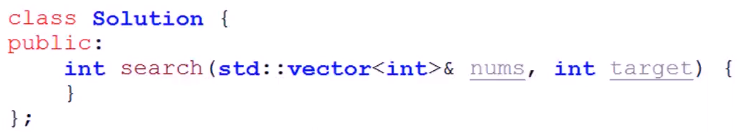 class Solution {
public:
    int search(std::vector<int>& nums, int target) {
    }
};